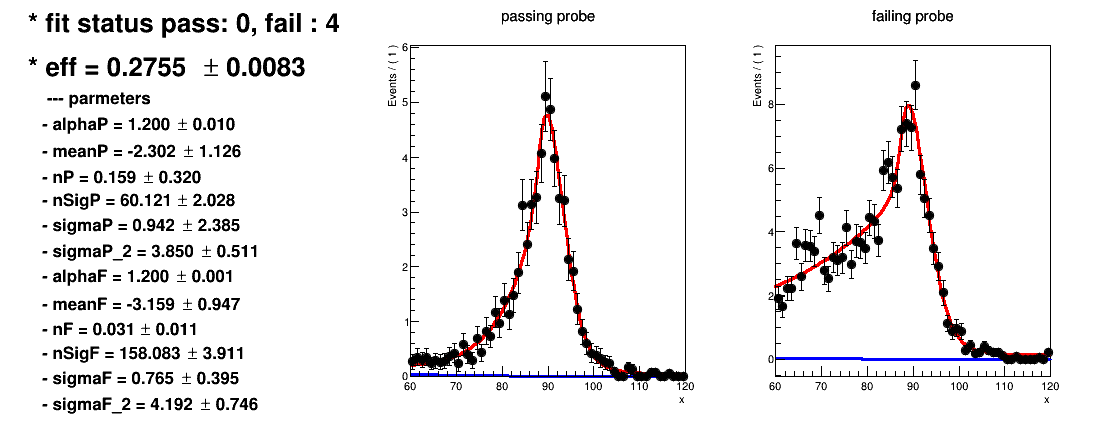 * fit status pass: 0, fail : 4
* eff = 0.2755 ± 0.0083
--- parmeters
- alphaP = 1.200 ± 0.010
- meanP = -2.302 ± 1.126
- nP = 0.159 ± 0.320
- nSigP = 60.121 ± 2.028
- sigmaP = 0.942 ± 2.385
- sigmaP_2 = 3.850 ± 0.511
- alphaF = 1.200 ± 0.001
- meanF = -3.159 ± 0.947
- nF = 0.031 ± 0.011
- nSigF = 158.083 ± 3.911
- sigmaF = 0.765 ± 0.395
- sigmaF_2 = 4.192 ± 0.746
passing probe
Events / ( 1 )
6
5
4
3
2
1
0
60 70 80 90 100 110 120
x
failing probe
Events / ( 1 )
8
6
4
2
0
60 70 80 90 100 110 120
x